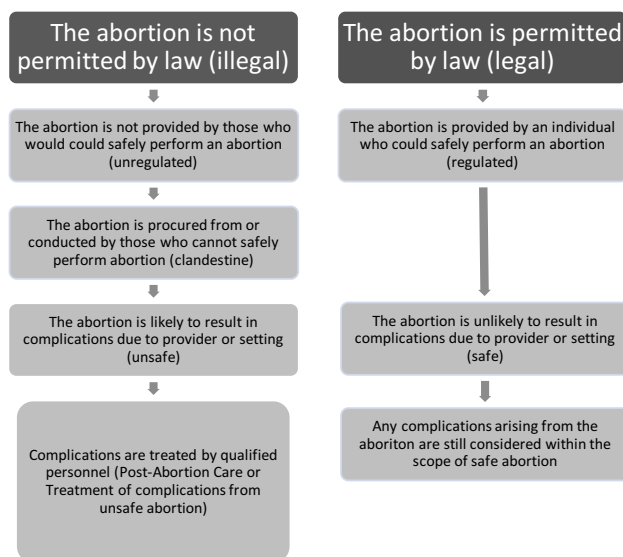 The abortion is not
permitted by law (illegal)
The abortion is not provided by those who
would could safely perform an abortion
(unregulated)
The abortion is procured from or
conducted by those who cannot safely
perform abortion (clandestine)
The abortion is likely to result in
complications due to provider or setting
(unsafe)
Complications are treated by qualified
personnel (Post-Abortion Care or
Treatment of complications from
unsafe abortion)
The abortion is permitted
by law (legal)
The abortion is provided by an individual
who could safely perform an abortion
(regulated)
The abortion is unlikely to result in
complications due to provider or setting
(safe)
Any complications arising from the
aboriton are still considered within the
scope of safe abortion